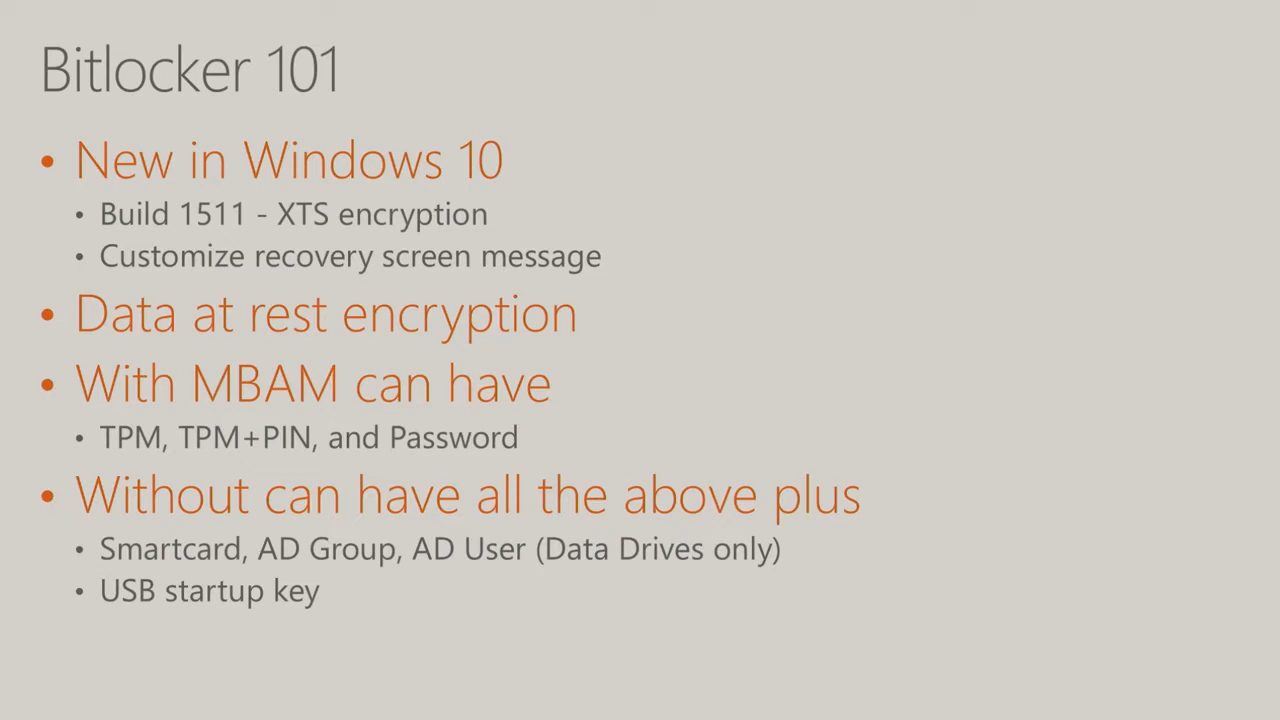 Bitlocker 101
• New in Windows 10
• Build 1511 - XTS encryption
• Customize recovery screen message
• Data at rest encryption
• With MBAM can have
• TPM, TPM+PIN, and Password
• Without can have all the above plus
• Smartcard, AD Group, AD User (Data Drives only)
• USB startup key